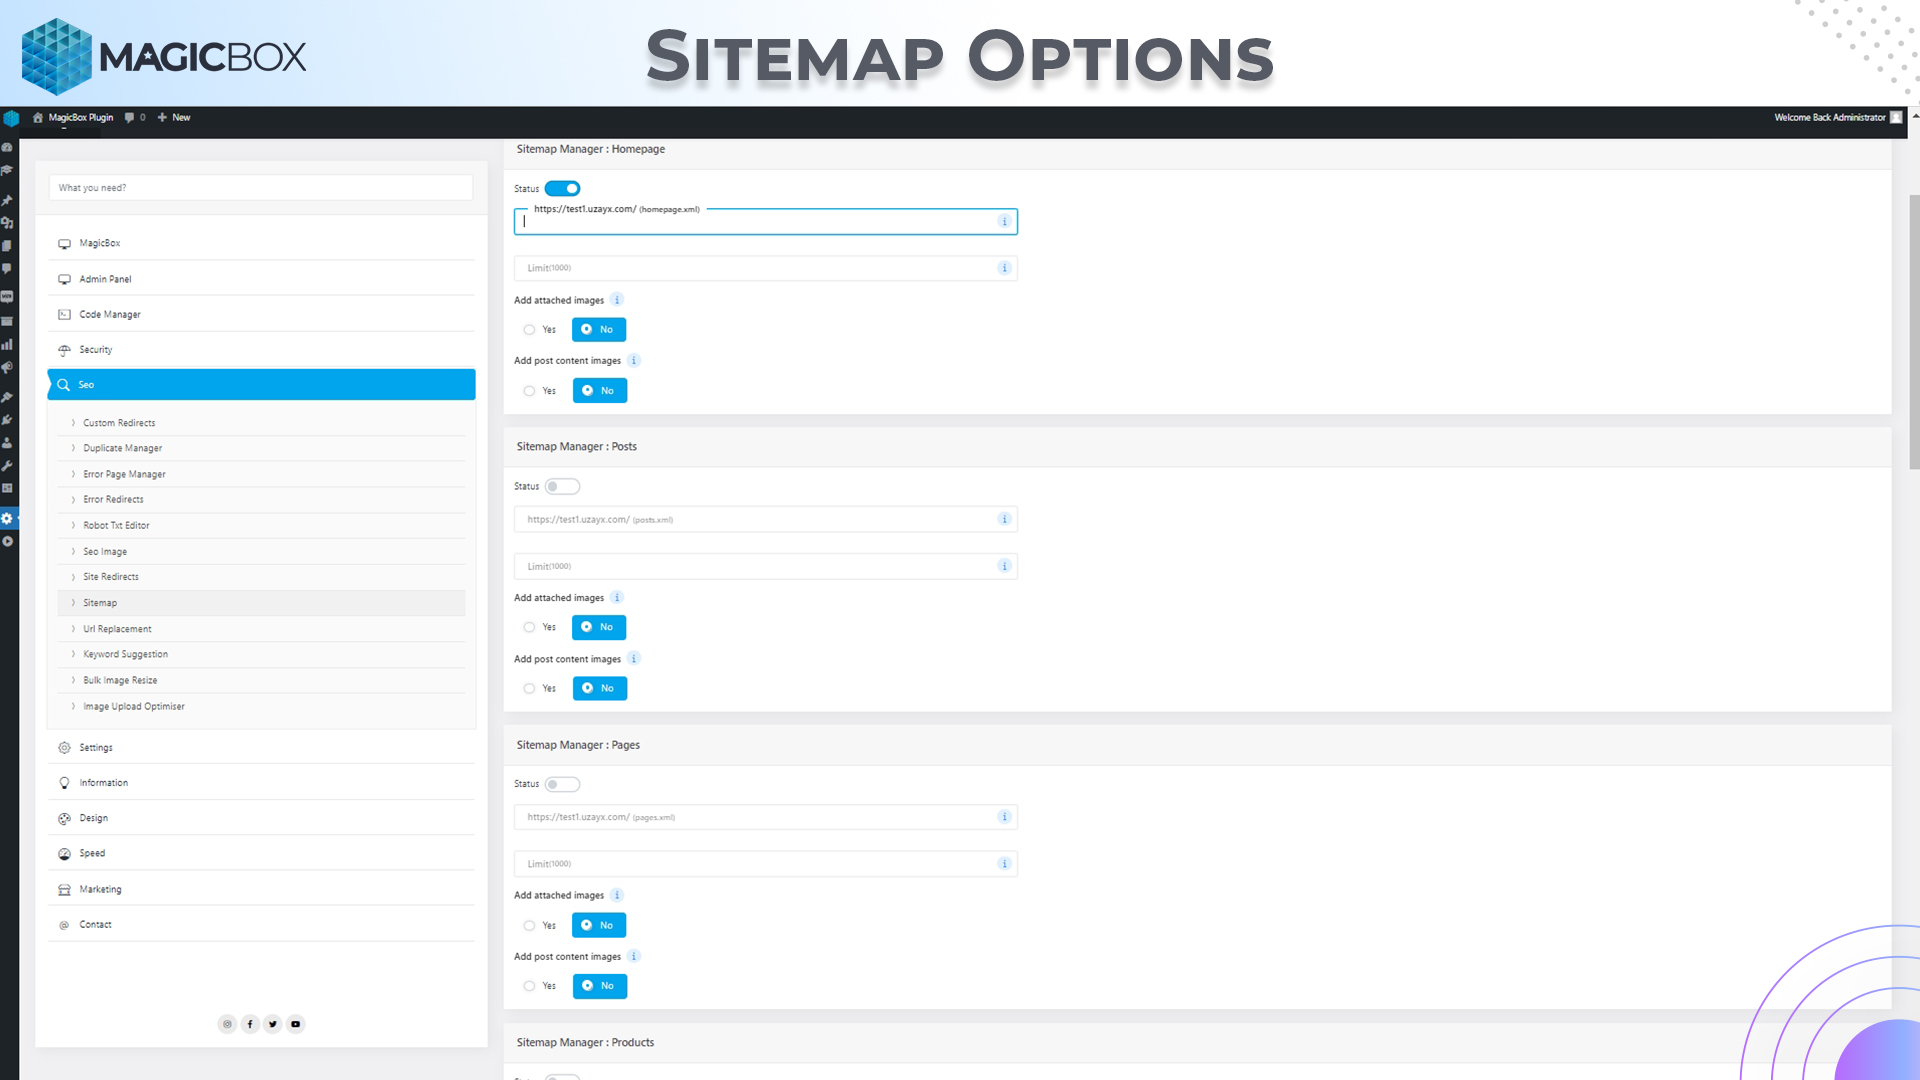 MAGICBOX
SITEMAP OPTIONS
MagicBox Plugin
0
New
Welcome Back Administrator
What you need?
MagicBox
Admin Panel
Code Manager
Security
Seo
Custom Redirects
Duplicate Manager
Error Page Manager
Error Redirects
Robot Txt Editor
Seo Image
Site Redirects
Sitemap
Url Replacement
Keyword Suggestion
Bulk Image Resize
Image Upload Optimiser
Settings
Information
Design
Speed
Marketing
Contact
Sitemap Manager : Homepage
Status
https://test1.uzayx.com/ (homepage.xml)
Limit(1000)
Add attached images
Yes No
Add post content images
Yes No
Sitemap Manager : Posts
Status
https://test1.uzayx.com/ (posts.xml)
Limit(1000)
Add attached images
Yes No
Add post content images
Yes No
Sitemap Manager : Pages
Status
https://test1.uzayx.com/ (pages.xml)
Limit(1000)
Add attached images
Yes No
Add post content images
Yes No
Sitemap Manager : Products